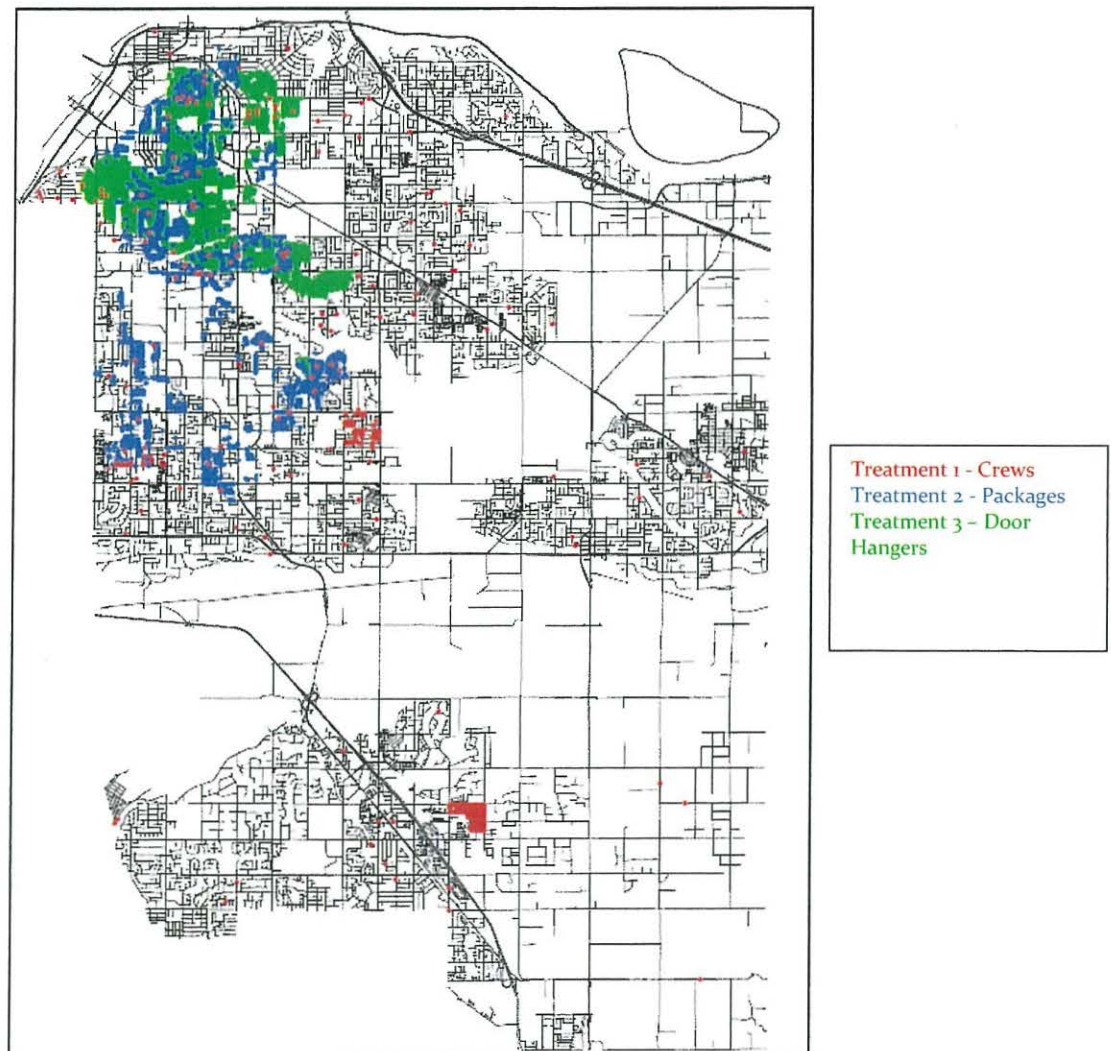 Treatment 1 - Crews
Treatment 2 - Packages
Treatment 3 – Door
Hangers